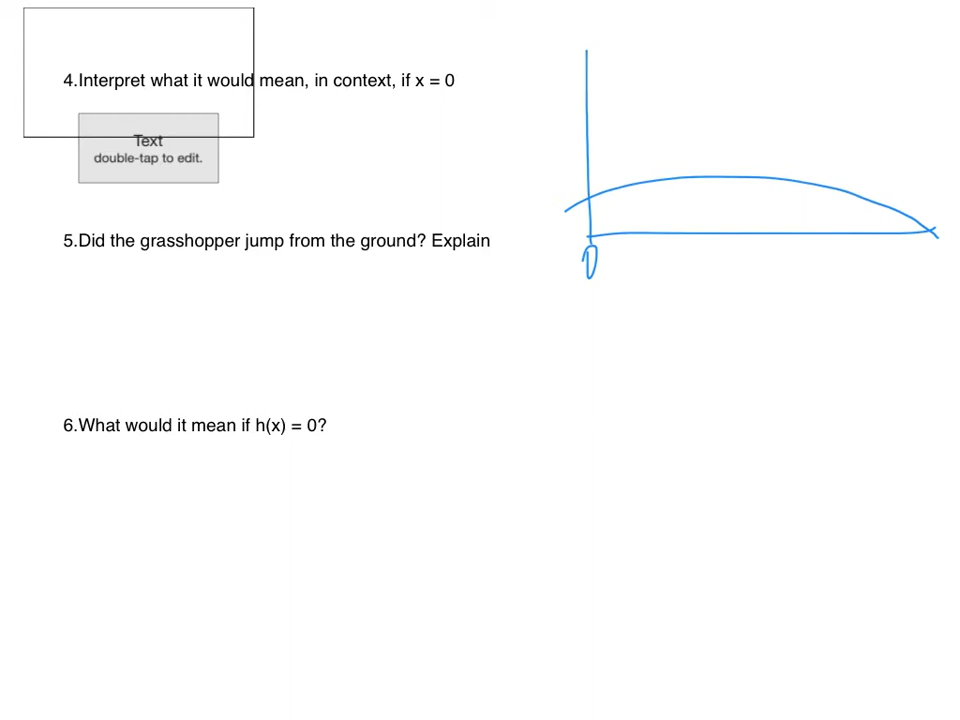 4.Interpret what it would mean, in context, if x = 0
Text
double-tap to edit.
5.Did the grasshopper jump from the ground? Explain
0
6.What would it mean if h(x) = 0?